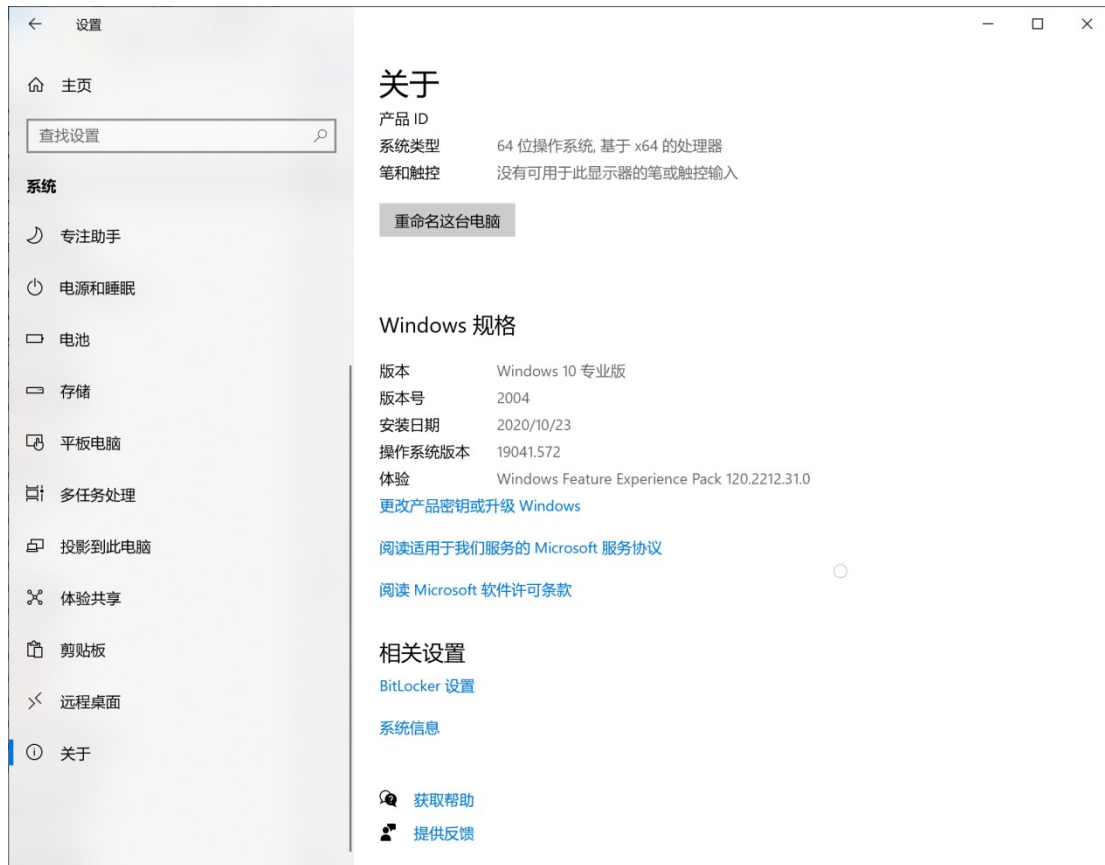 设置
主页
查找设置
系统
专注助手
电源和睡眠
电池
存储
平板电脑
多任务处理
投影到此电脑
体验共享
剪贴板
远程桌面
关于
关于
产品 ID
系统类型 64 位操作系统, 基于 x64 的处理器
笔和触控 没有可用于此显示器的笔或触控输入
重命名这台电脑
Windows 规格
版本 Windows 10 专业版
版本号 2004
安装日期 2020/10/23
操作系统版本 19041.572
体验 Windows Feature Experience Pack 120.2212.31.0
更改产品密钥或升级 Windows
阅读适用于我们服务的 Microsoft 服务协议
阅读 Microsoft 软件许可条款
相关设置
BitLocker 设置
系统信息
获取帮助
提供反馈